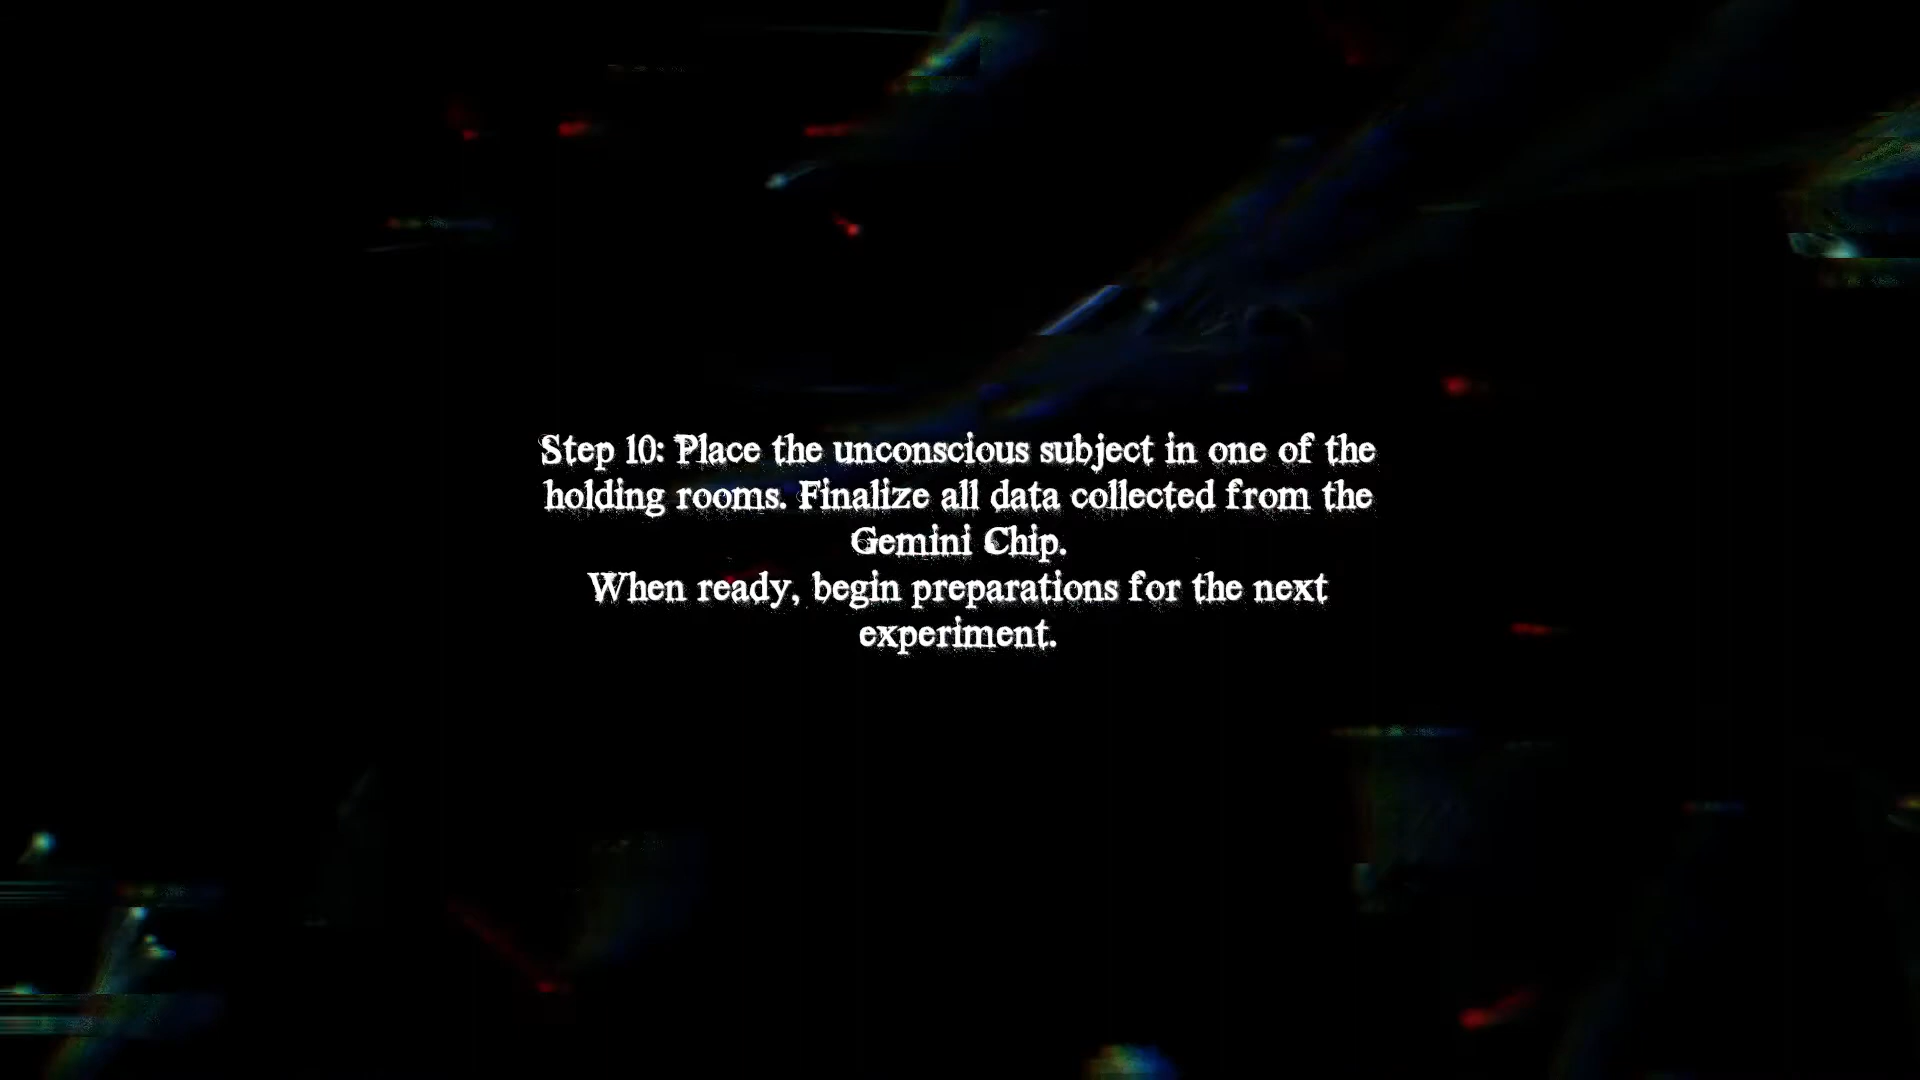 Step 10: Place the unconscious subject in one of the
holding rooms. Finalize all data collected from the
Gemini Chip.
When ready, begin preparations for the next
experiment.